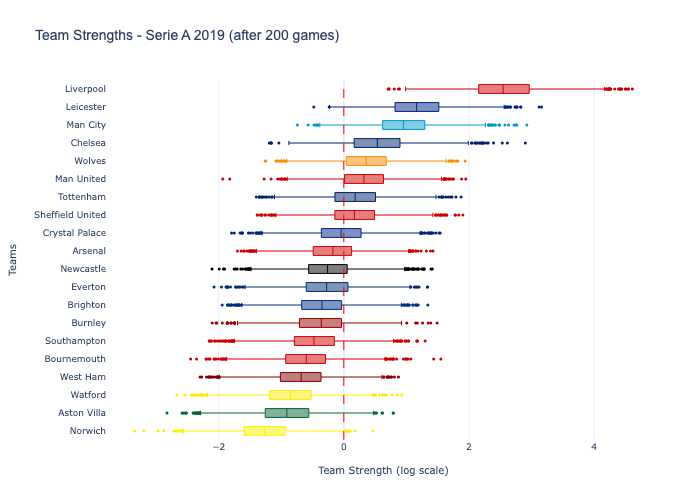 Team Strengths - Serie A 2019 (after 200 games)
Liverpool
Leicester
Man City
Chelsea
Wolves
Man United
Tottenham
Sheffield United
Crystal Palace
Arsenal
Newcastle
Everton
Brighton
Burnley
Southampton
Bournemouth
West Ham
Watford
Aston Villa
Norwich
Teams
−2
0
2
4
Team Strength (log scale)